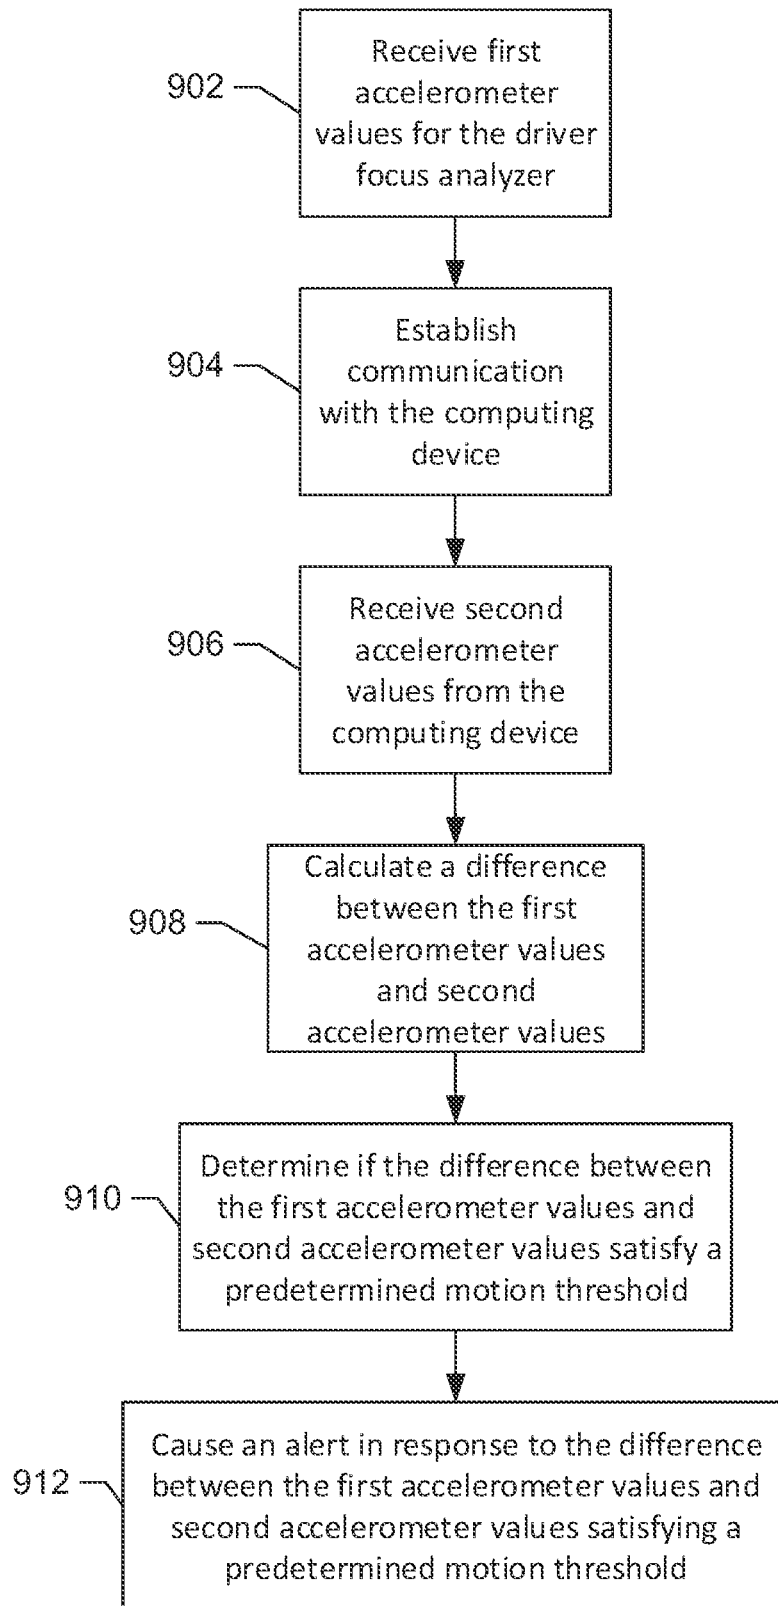 902
Receive first
accelerometer
values for the driver
focus analyzer
904
Establish
communication
with the computing
device
906
Receive second
accelerometer
values from the
computing device
908
Calculate a difference
between the first
accelerometer values
and second
accelerometer values
910
Determine if the difference between
the first accelerometer values and
second accelerometer values satisfy a
predetermined motion threshold
912
Cause an alert in response to the difference
between the first accelerometer values and
second accelerometer values satisfying a
predetermined motion threshold